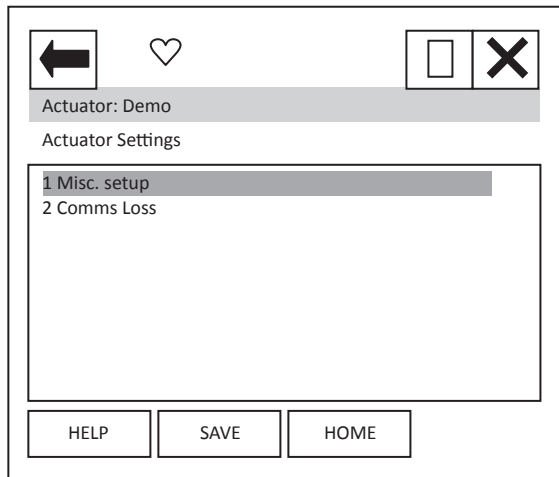 Actuator: Demo
Actuator Settings
1 Misc. setup
2 Comms Loss
HELP SAVE HOME